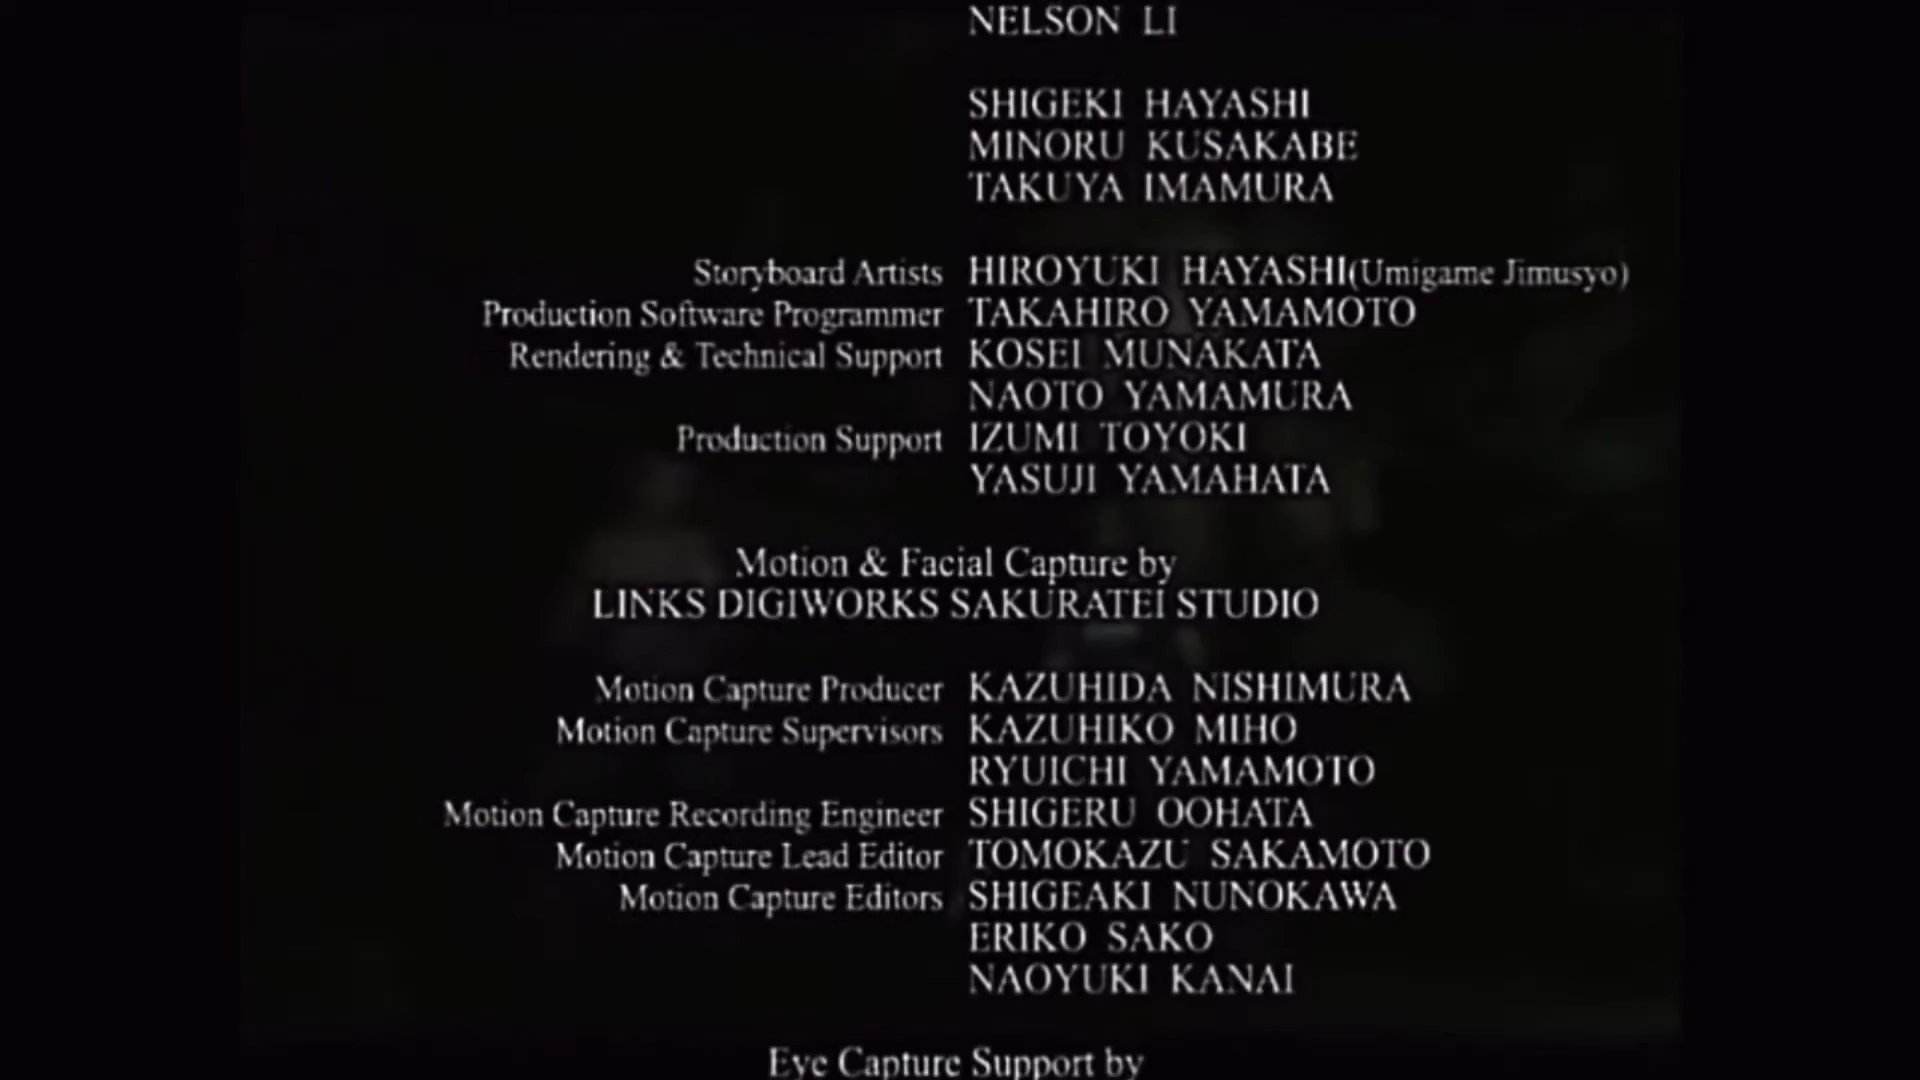 NELSON LI
SHIGEKI HAYASHI
MINORU KUSAKABE
TAKUYA IMAMURA
Storyboard Artists HIROYUKI HAYASHI(Umigame Jimusyo)
Production Software Programmer TAKAHIRO YAMAMOTO
Rendering & Technical Support KOSEI MUNAKATA
NAOTO YAMAMURA
Production Support IZUMI TOYOKI
YASUJI YAMAHATA
Motion & Facial Capture by
LINKS DIGIWORKS SAKURATEI STUDIO
Motion Capture Producer KAZUHIDA NISHIMURA
Motion Capture Supervisors KAZUHIKO MIHO
RYUICHI YAMAMOTO
Motion Capture Recording Engineer SHIGERU OOHATA
Motion Capture Lead Editor TOMOKAZU SAKAMOTO
Motion Capture Editors SHIGEAKI NUNOKAWA
ERIKO SAKO
NAOYUKI KANAI
Eye Capture Support by